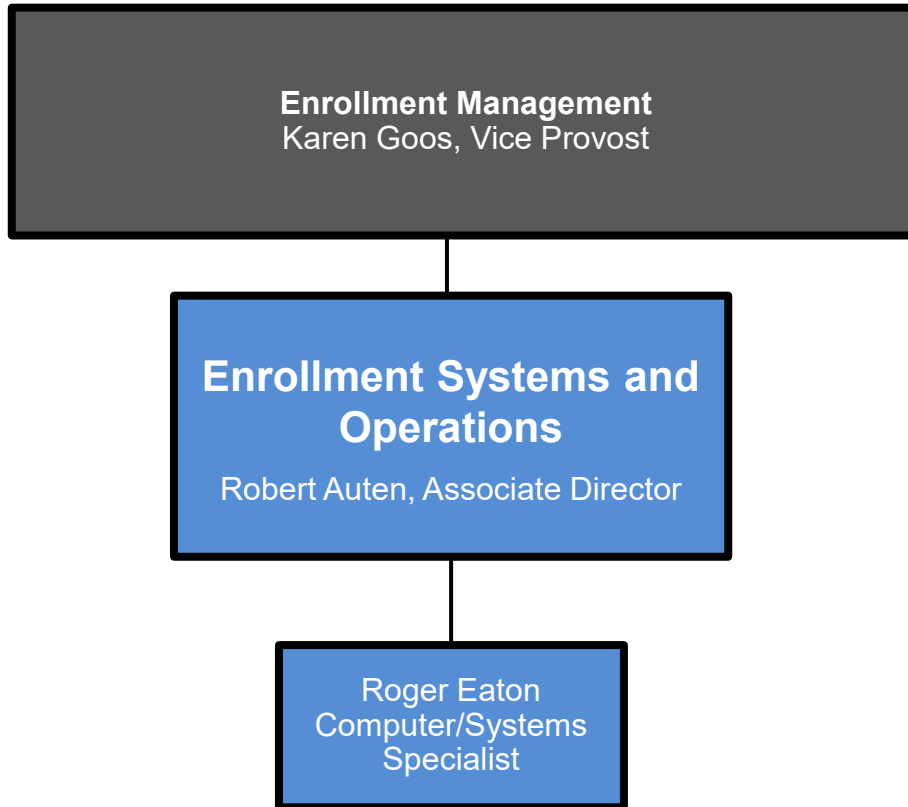 Enrollment Management
Karen Goos, Vice Provost
Enrollment Systems and
Operations
Robert Auten, Associate Director
Roger Eaton
Computer/Systems
Specialist